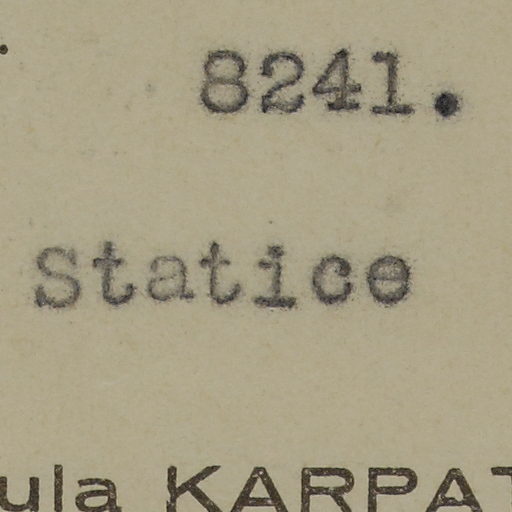 8241.
Statice
ula KARPAT